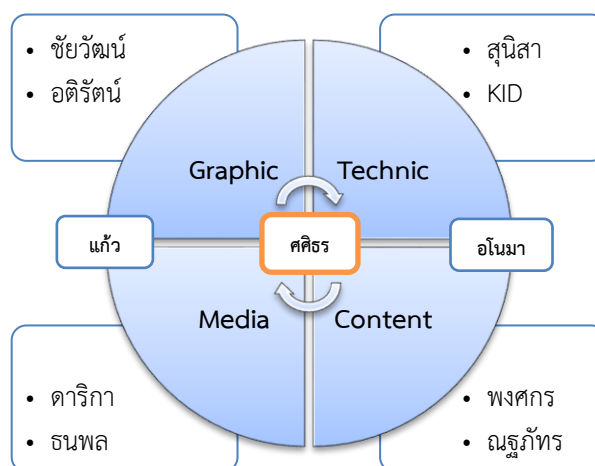 • ชัยวัฒน์
• อติรัตน์
• สุนิสา
• KID
Graphic
Technic
แก้ว
ศศิธร
อโนมา
Media
Content
• ดาริกา
• ธนพล
• พงศกร
• ณฐภัทร